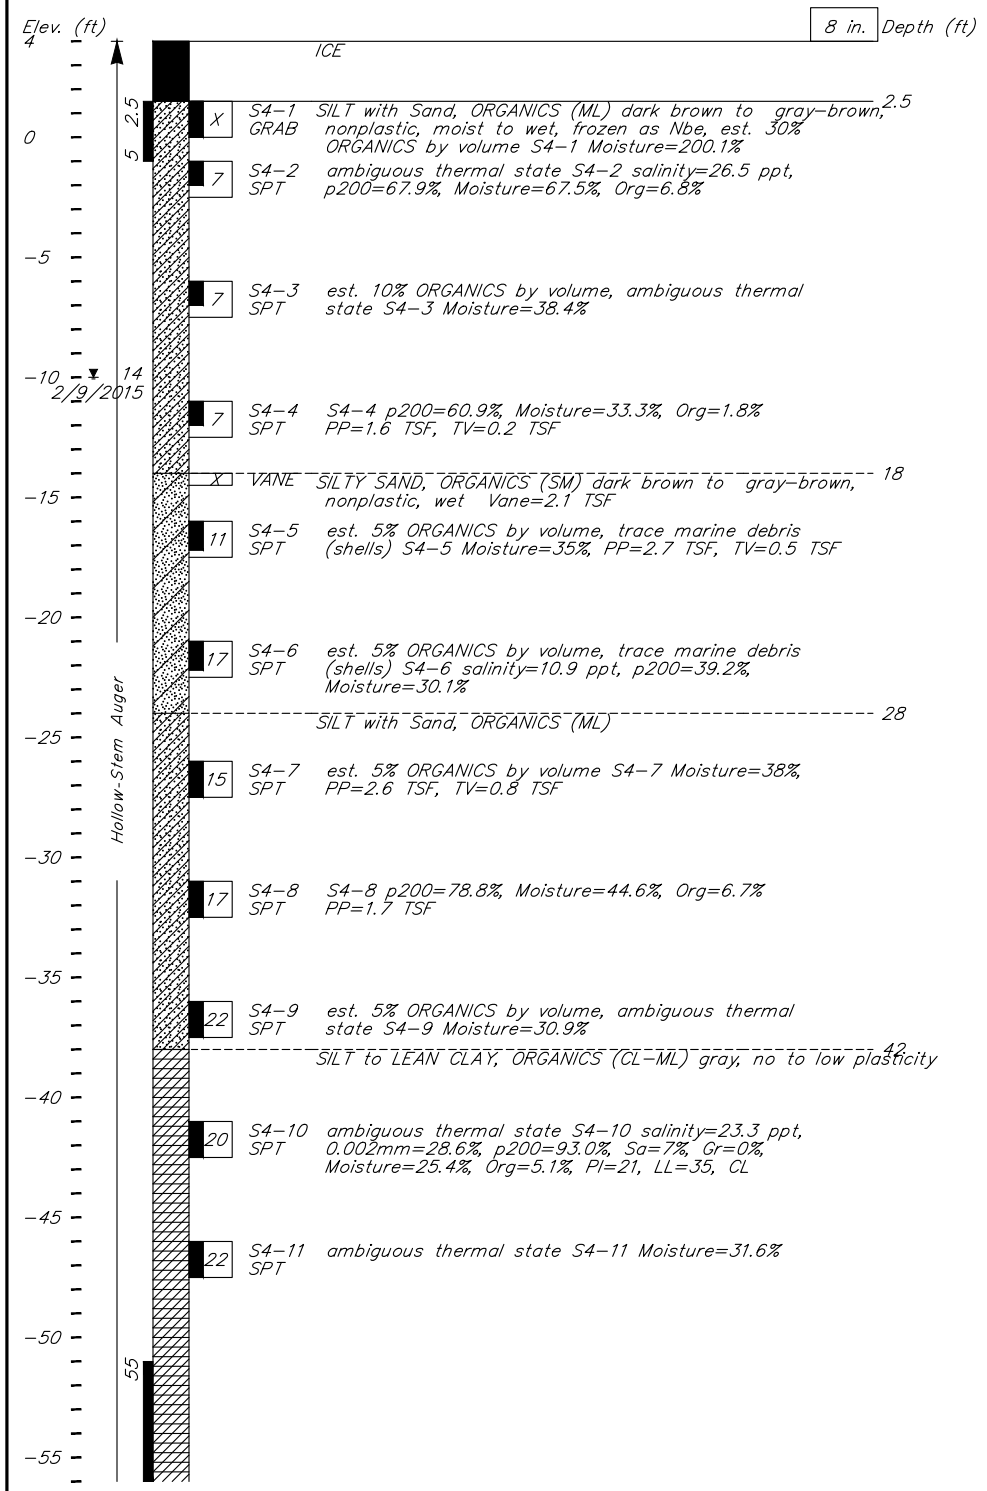 Elev. (ft)
8 in. Depth (ft)
4
ICE
2.5
2.5
S4-1 SILT with Sand, ORGANICS (ML) dark brown to gray-brown,
X
GRAB nonplastic, moist to wet, frozen as Nbe, est. 30%
0
ORGANICS by volume S4-1 Moisture=200.1%
5
S4-2 ambiguous thermal state S4-2 salinity=26.5 ppt,
7
SPT p200=67.9%, Moisture=67.5%, Org=6.8%
-5
S4-3 est. 10% ORGANICS by volume, ambiguous thermal
7
SPT state S4-3 Moisture=38.4%
-10
14
2/9/2015
S4-4 S4-4 p200=60.9%, Moisture=33.3%, Org=1.8%
7
SPT PP=1.6 TSF, TV=0.2 TSF
18
X VANE SILTY SAND, ORGANICS (SM) dark brown to gray-brown,
-15
nonplastic, wet Vane=2.1 TSF
S4-5 est. 5% ORGANICS by volume, trace marine debris
11
SPT (shells) S4-5 Moisture=35%, PP=2.7 TSF, TV=0.5 TSF
-20
S4-6 est. 5% ORGANICS by volume, trace marine debris
17
SPT (shells) S4-6 salinity=10.9 ppt, p200=39.2%,
Moisture=30.1%
28
SILT with Sand, ORGANICS (ML)
-25
Hollow-Stem Auger
S4-7 est. 5% ORGANICS by volume S4-7 Moisture=38%,
15
SPT PP=2.6 TSF, TV=0.8 TSF
-30
S4-8 S4-8 p200=78.8%, Moisture=44.6%, Org=6.7%
17
SPT PP=1.7 TSF
-35
S4-9 est. 5% ORGANICS by volume, ambiguous thermal
22
SPT state S4-9 Moisture=30.9%
42
SILT to LEAN CLAY, ORGANICS (CL-ML) gray, no to low plasticity
-40
S4-10 ambiguous thermal state S4-10 salinity=23.3 ppt,
20
SPT 0.002mm=28.6%, p200=93.0%, Sa=7%, Gr=0%,
Moisture=25.4%, Org=5.1%, PI=21, LL=35, CL
-45
S4-11 ambiguous thermal state S4-11 Moisture=31.6%
22
SPT
-50
55
-55